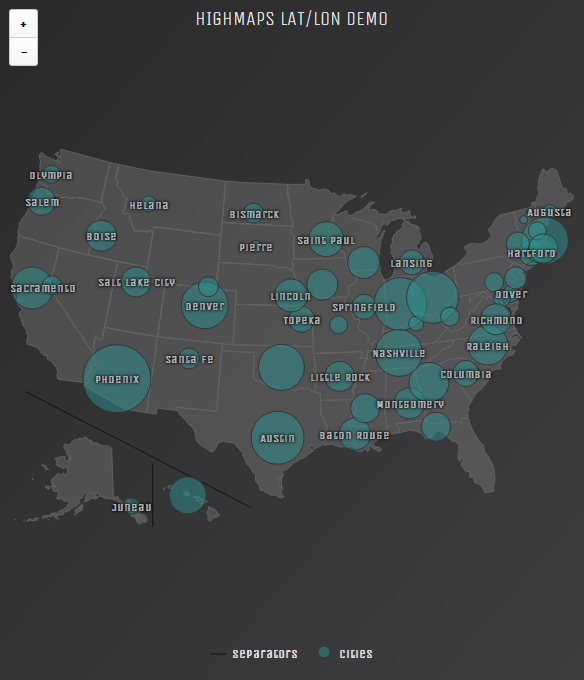 HIGHMAPS LAT/LON DEMO
+
−
Olympia
Salem
Helana
Bismarck
Augusta
Boise
Saint Paul
Pierre
Hartford
Lansing
Sacramento
Salt Lake City
Lincoln
Dover
Denver
Springfield
Topeka
Richmond
Raleigh
Nashville
Santa Fe
Phoenix
Little Rock
Columbia
Montgomery
Austin
Baton Rouge
Juneau
Separators
Cities